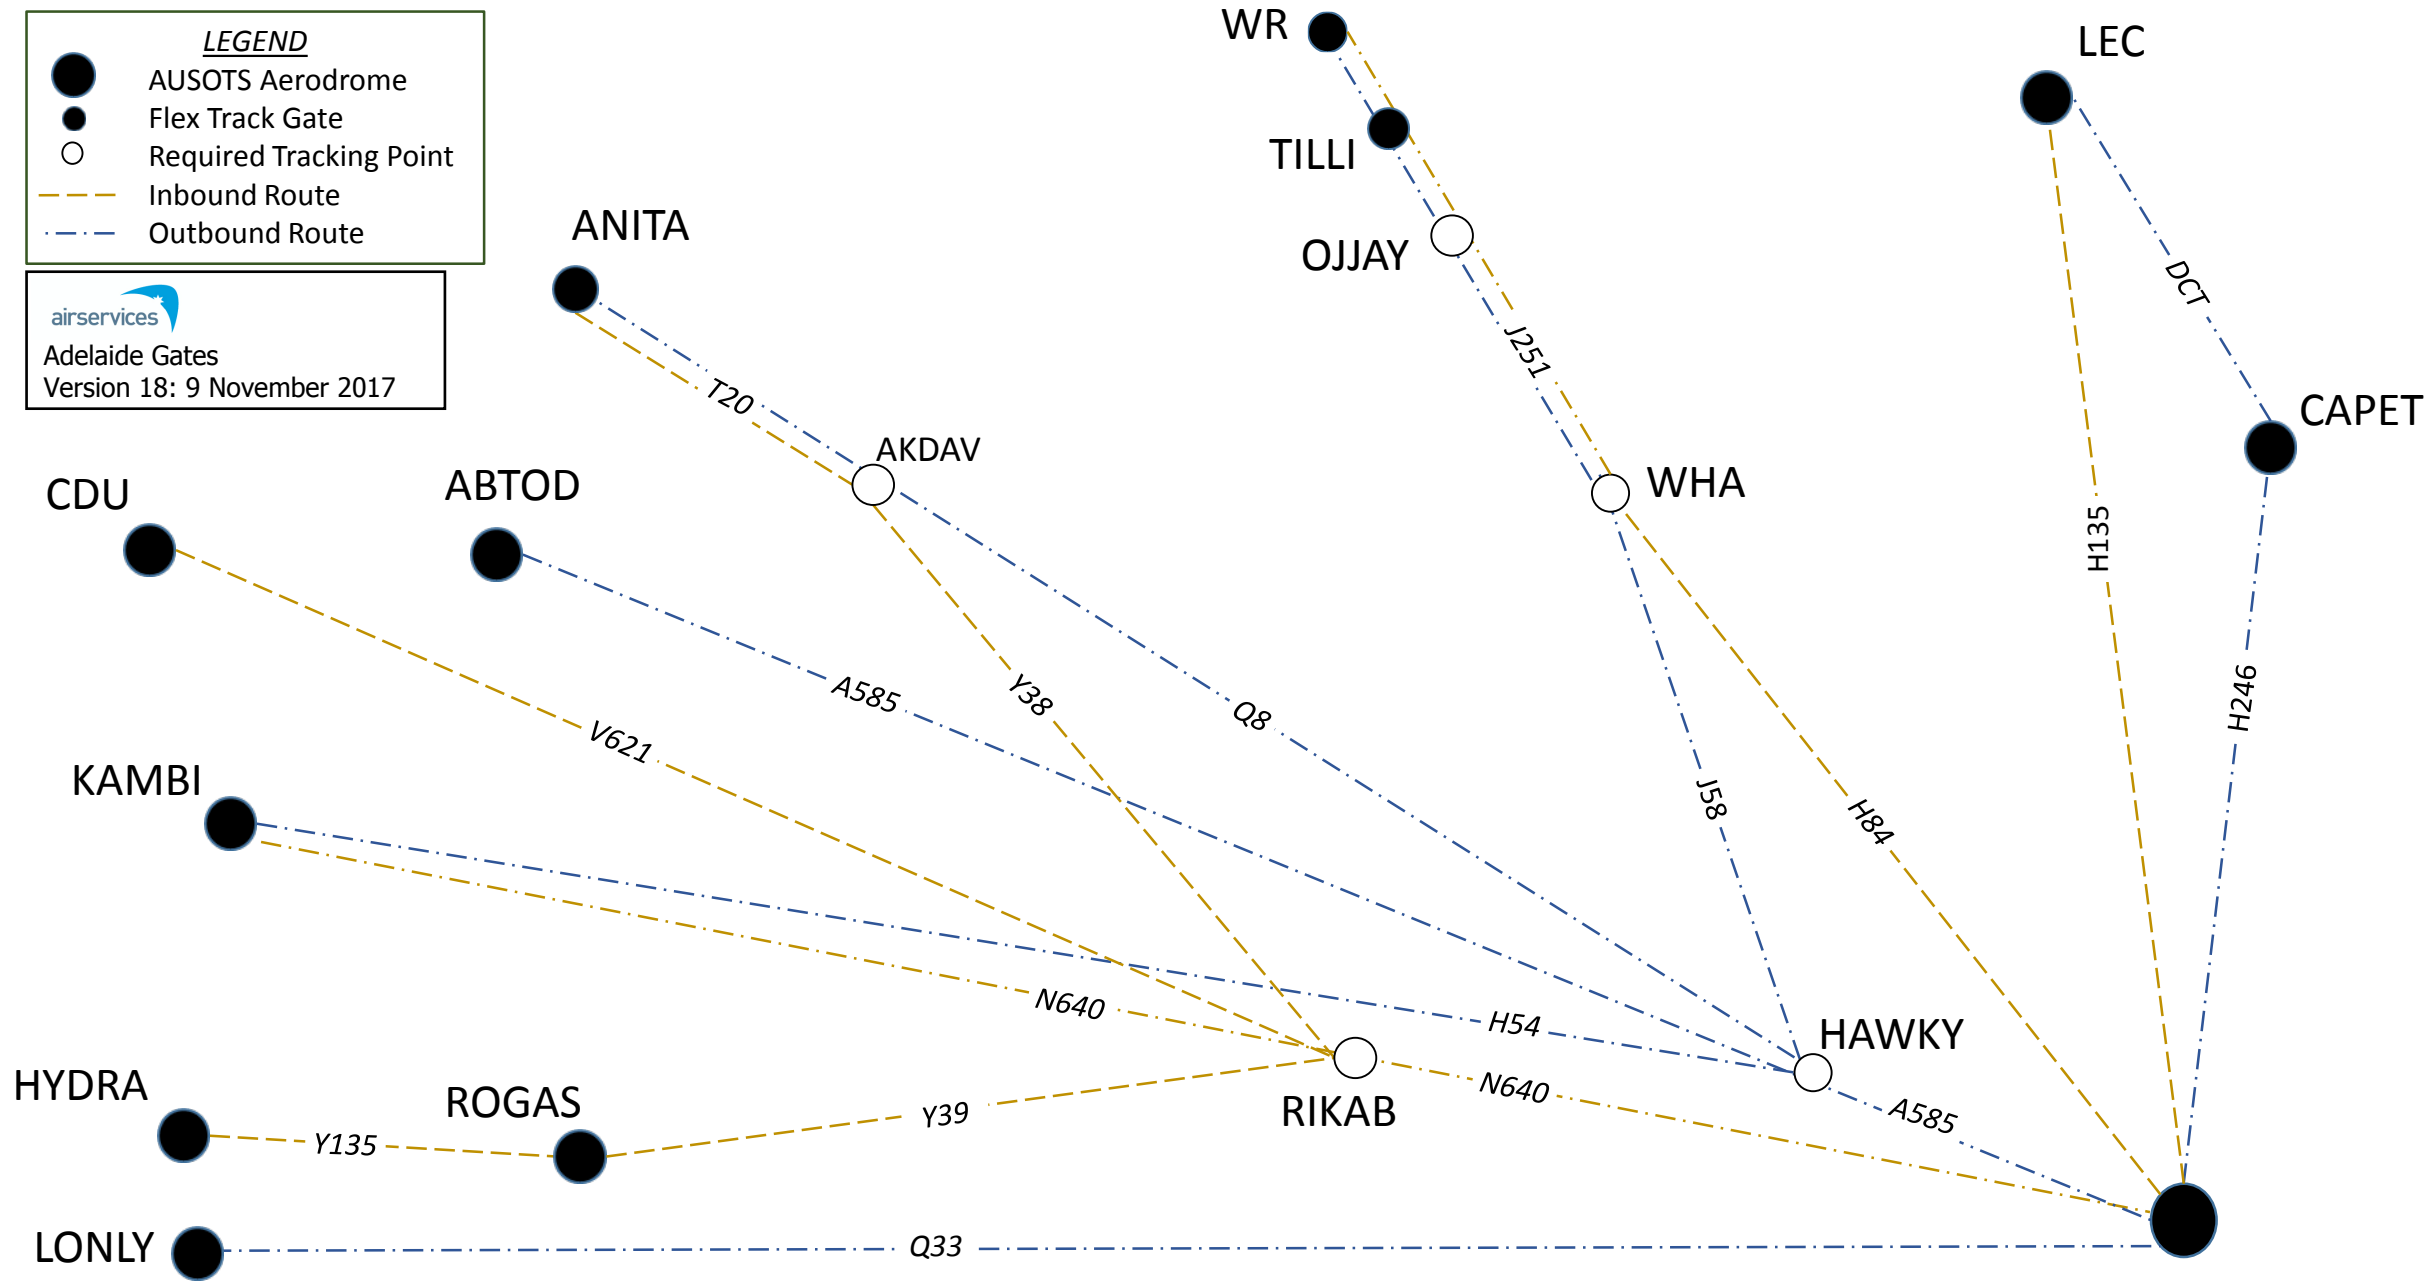 LEGEND
AUSOTS Aerodrome
Flex Track Gate
Required Tracking Point
Inbound Route
Outbound Route
airservices
Adelaide Gates
Version 18: 9 November 2017
WR
LEC
TILLI
ANITA
OJJAY
DCT
J251
T20
CAPET
AKDAV
CDU
ABTOD
WHA
H135
A585
Y38
Q8
H246
V621
KAMBI
J58
H84
N640
H54
HAWKY
HYDRA
ROGAS
Y39
RIKAB
N640
A585
Y135
LONLY
Q33